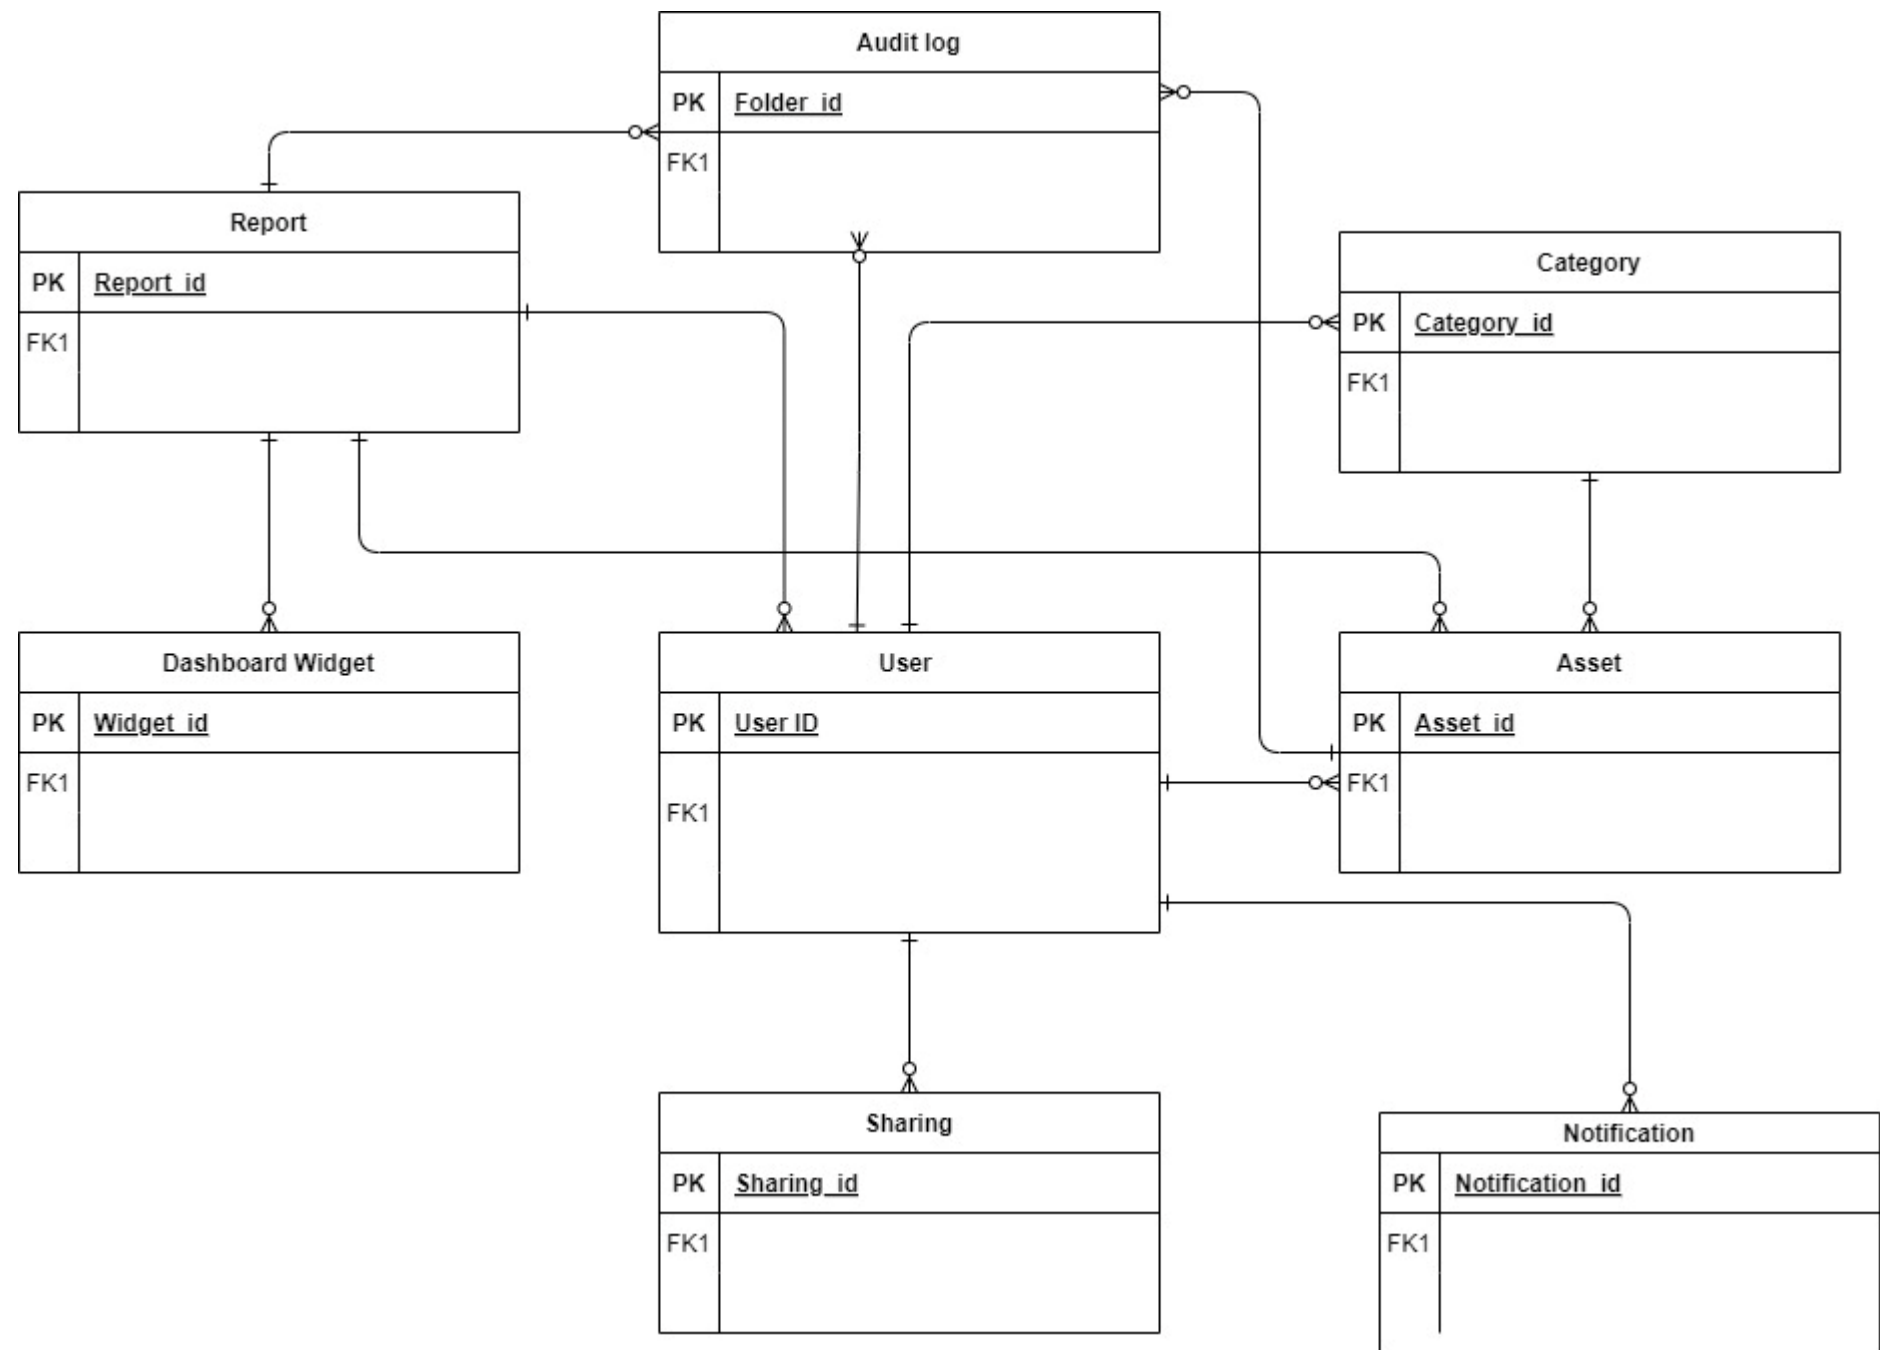 Audit log
PK Folder_id
FK1
Report
PK Report_id
FK1
Category
PK Category_id
FK1
Dashboard Widget
PK Widget_id
FK1
User
PK User ID
FK1
Asset
PK Asset_id
FK1
Sharing
PK Sharing_id
FK1
Notification
PK Notification_id
FK1